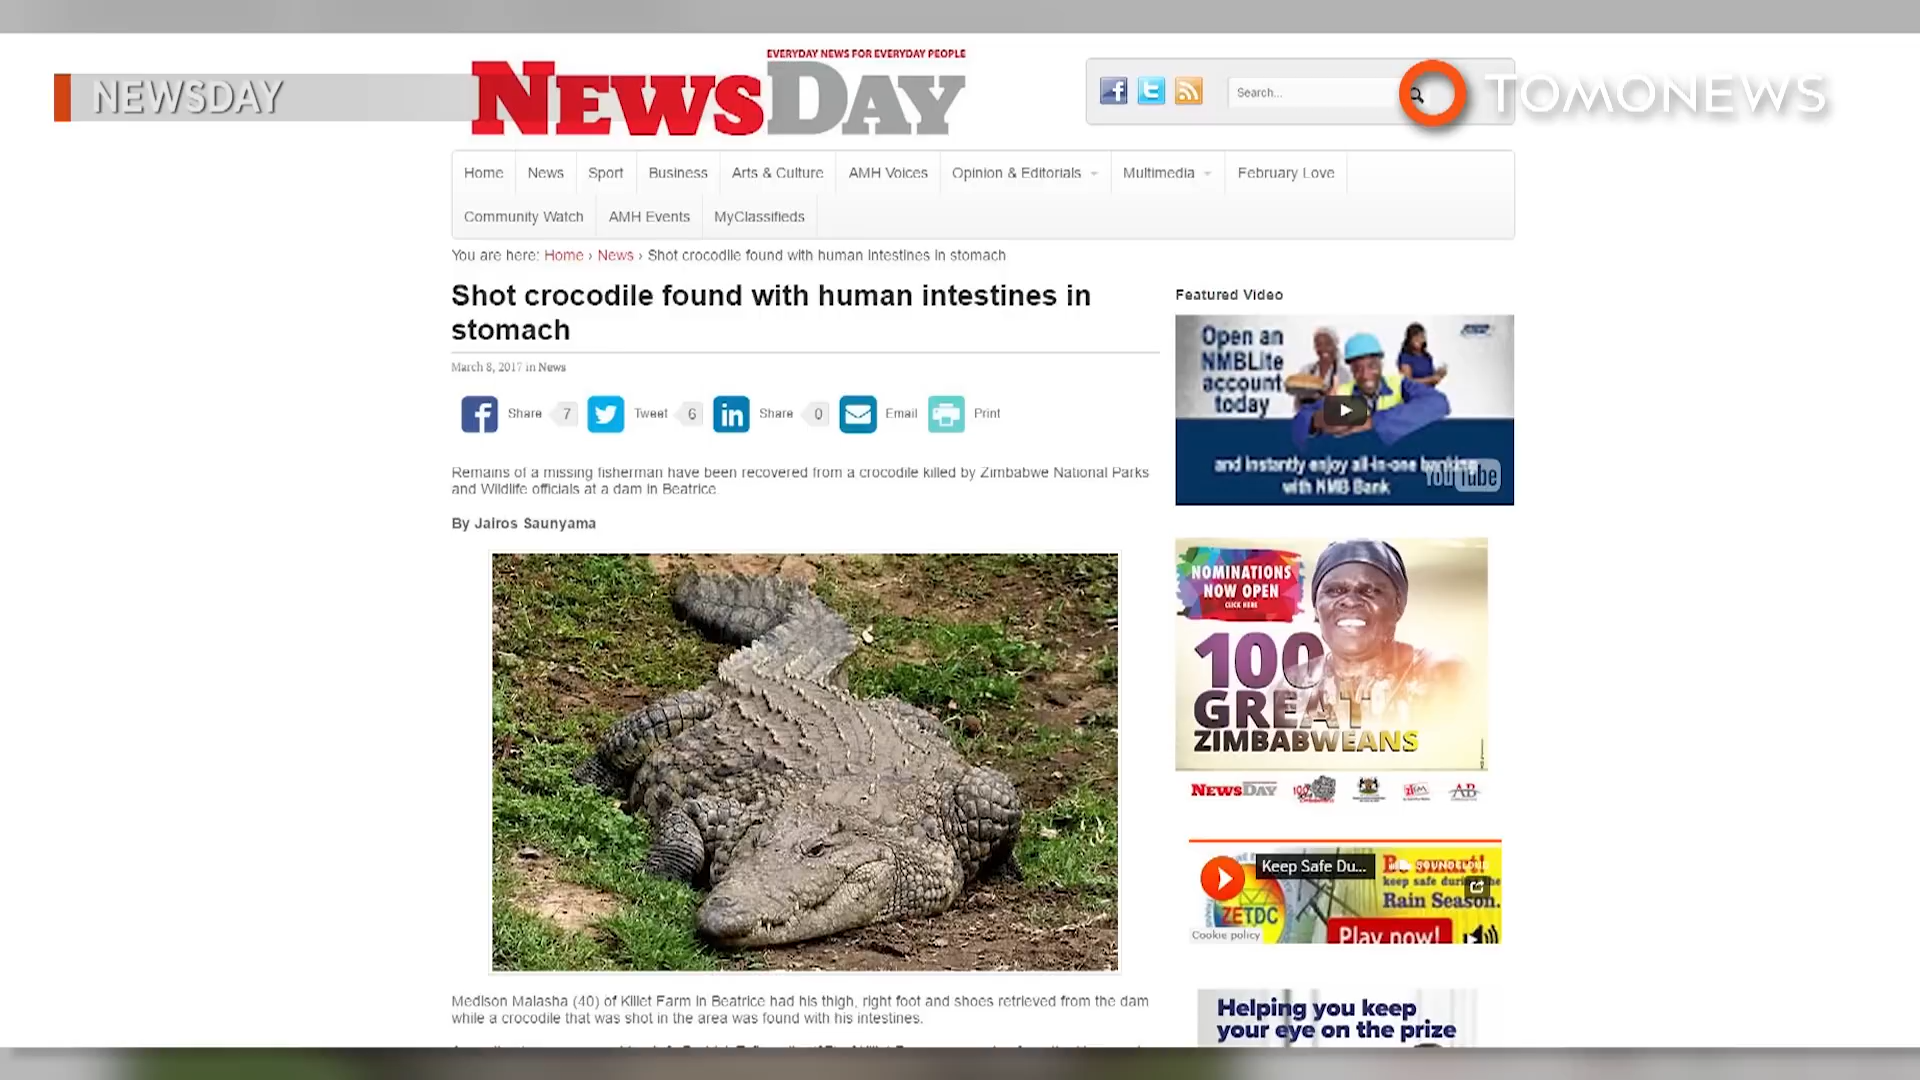 EVERYDAY NEWS FOR EVERYDAY PEOPLE
NEWSDAY
NEWSDAY
Search...
TOMONEWS
Home News Sport Business Arts & Culture AMH Voices Opinion & Editorials Multimedia February Love
Community Watch AMH Events MyClassifieds
You are here: Home › News › Shot crocodile found with human intestines in stomach
Shot crocodile found with human intestines in
stomach
March 8, 2017 in News
Share 7 Tweet 6 Share 0 Email Print
Remains of a missing fisherman have been recovered from a crocodile killed by Zimbabwe National Parks
and Wildlife officials at a dam in Beatrice
By Jairos Saunyama
Medison Malasha (40) of Killet Farm in Beatrice had his thigh, right foot and shoes retrieved from the dam
while a crocodile that was shot in the area was found with his intestines.
Featured Video
Open an
NMBLite
account
today
and instantly enjoy all-in-one banking
with NMB Bank
YouTube
NOMINATIONS
NOW OPEN
CLICK HERE
100
GREAT
ZIMBABWEANS
NEWSDAY
Keep Safe Du...
SOUNDCLOUD
Be smart!
keep safe during the
Rain Season.
ZETDC
Cookie policy
Play now!
Helping you keep
your eye on the prize